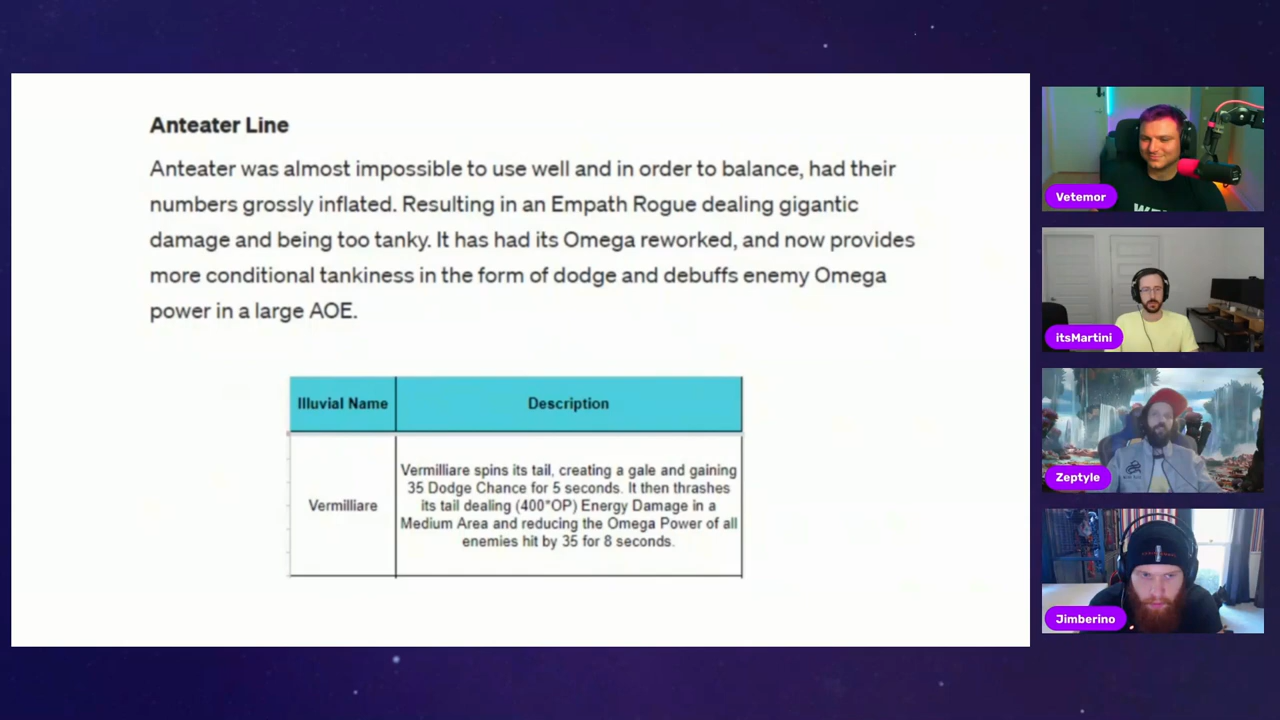 Anteater Line
Anteater was almost impossible to use well and in order to balance, had their
numbers grossly inflated. Resulting in an Empath Rogue dealing gigantic
damage and being too tanky. It has had its Omega reworked, and now provides
more conditional tankiness in the form of dodge and debuffs enemy Omega
power in a large AOE.
Illuvial Name
Description
Vermilliare
Vermilliare spins its tail, creating a gale and gaining
35 Dodge Chance for 5 seconds. It then thrashes
its tail dealing (400*OP) Energy Damage in a
Medium Area and reducing the Omega Power of all
enemies hit by 35 for 8 seconds.
Vetemor
itsMartini
Zeptyle
Jimberino